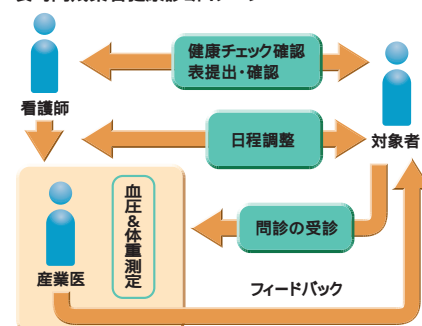 健康チェック確認
表提出・確認
看護師
日程調整
対象者
血圧&体重測定
問診の受診
産業医
フィードバック